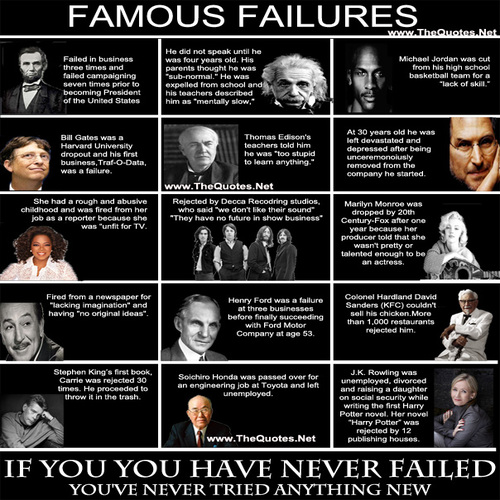 FAMOUS FAILURES
www.TheQuotes.Net
Failed in business
three times and
failed campaigning
seven times prior to
becoming President
of the United States
He did not speak until he
was four years old. His
parents thought he was
"sub-normal." He was
expelled from school and
his teachers described
him as "mentally slow,"
Michael Jordan was cut
from his high school
basketball team for a
"lack of skill."
Bill Gates was a
Harvard University
dropout and his first
business,Traf-O-Data,
was a failure.
Thomas Edison's
teachers told him
he was "too stupid
to learn anything."
www.TheQuotes.Net
At 30 years old he was
left devastated and
depressed after being
unceremoniously
removed from the
company he started.
She had a rough and abusive
childhood and was fired from her
job as a reporter because she
was "unfit for TV.
Rejected by Decca Recodring studios,
who said "we don't like their sound"
"They have no future in show business"
Marilyn Monroe was
dropped by 20th
Century-Fox after one
year because her
producer told that she
wasn't pretty or
talented enough to be
an actress.
Fired from a newspaper for
"lacking imagination" and
having "no original ideas".
Henry Ford was a failure
at three businesses
before finally succeeding
with Ford Motor
Company at age 53.
Colonel Hardland David
Sanders (KFC) couldn't
sell his chicken.More
than 1,000 restaurants
rejected him.
Stephen King's first book,
Carrie was rejected 30
times. He proceeded to
throw it in the trash.
Soichiro Honda was passed over for
an engineering job at Toyota and left
unemployed.
www.TheQuotes.Net
J.K. Rowling was
unemployed, divorced
and raising a daughter
on social security while
writing the first Harry
Potter novel. Her novel
"Harry Potter" was
rejected by 12
publishing houses.
IF YOU YOU HAVE NEVER FAILED
YOU'VE NEVER TRIED ANYTHING NEW